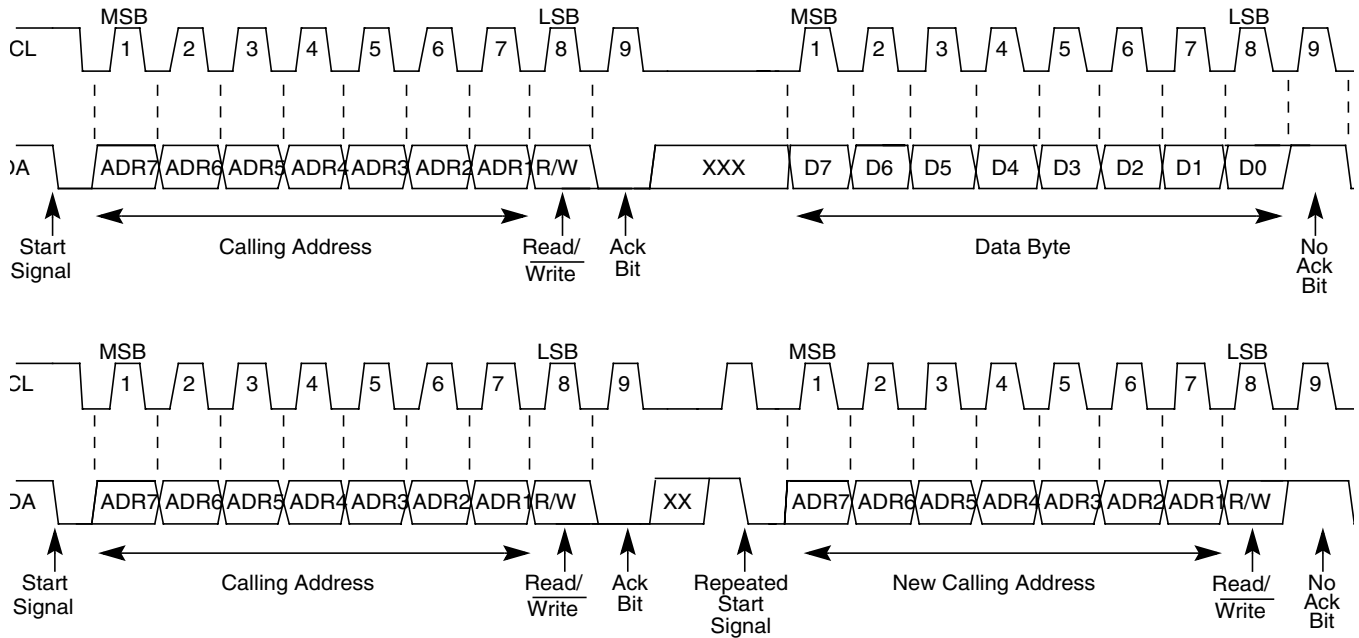 MSB LSB MSB LSB
CL 1 2 3 4 5 6 7 8 9 1 2 3 4 5 6 7 8 9
DA ADR7 ADR6 ADR5 ADR4 ADR3 ADR2 ADR1 R/W XXX D7 D6 D5 D4 D3 D2 D1 D0
Start Signal
Calling Address
Read/
Write
Ack
Bit
Data Byte
No
Ack
Bit
MSB LSB MSB LSB
CL 1 2 3 4 5 6 7 8 9 1 2 3 4 5 6 7 8 9
DA ADR7 ADR6 ADR5 ADR4 ADR3 ADR2 ADR1 R/W XX ADR7 ADR6 ADR5 ADR4 ADR3 ADR2 ADR1 R/W
Start
Signal
Calling Address
Read/
Write
Ack
Bit
Repeated
Start
Signal
New Calling Address
Read/
Write
No
Ack
Bit